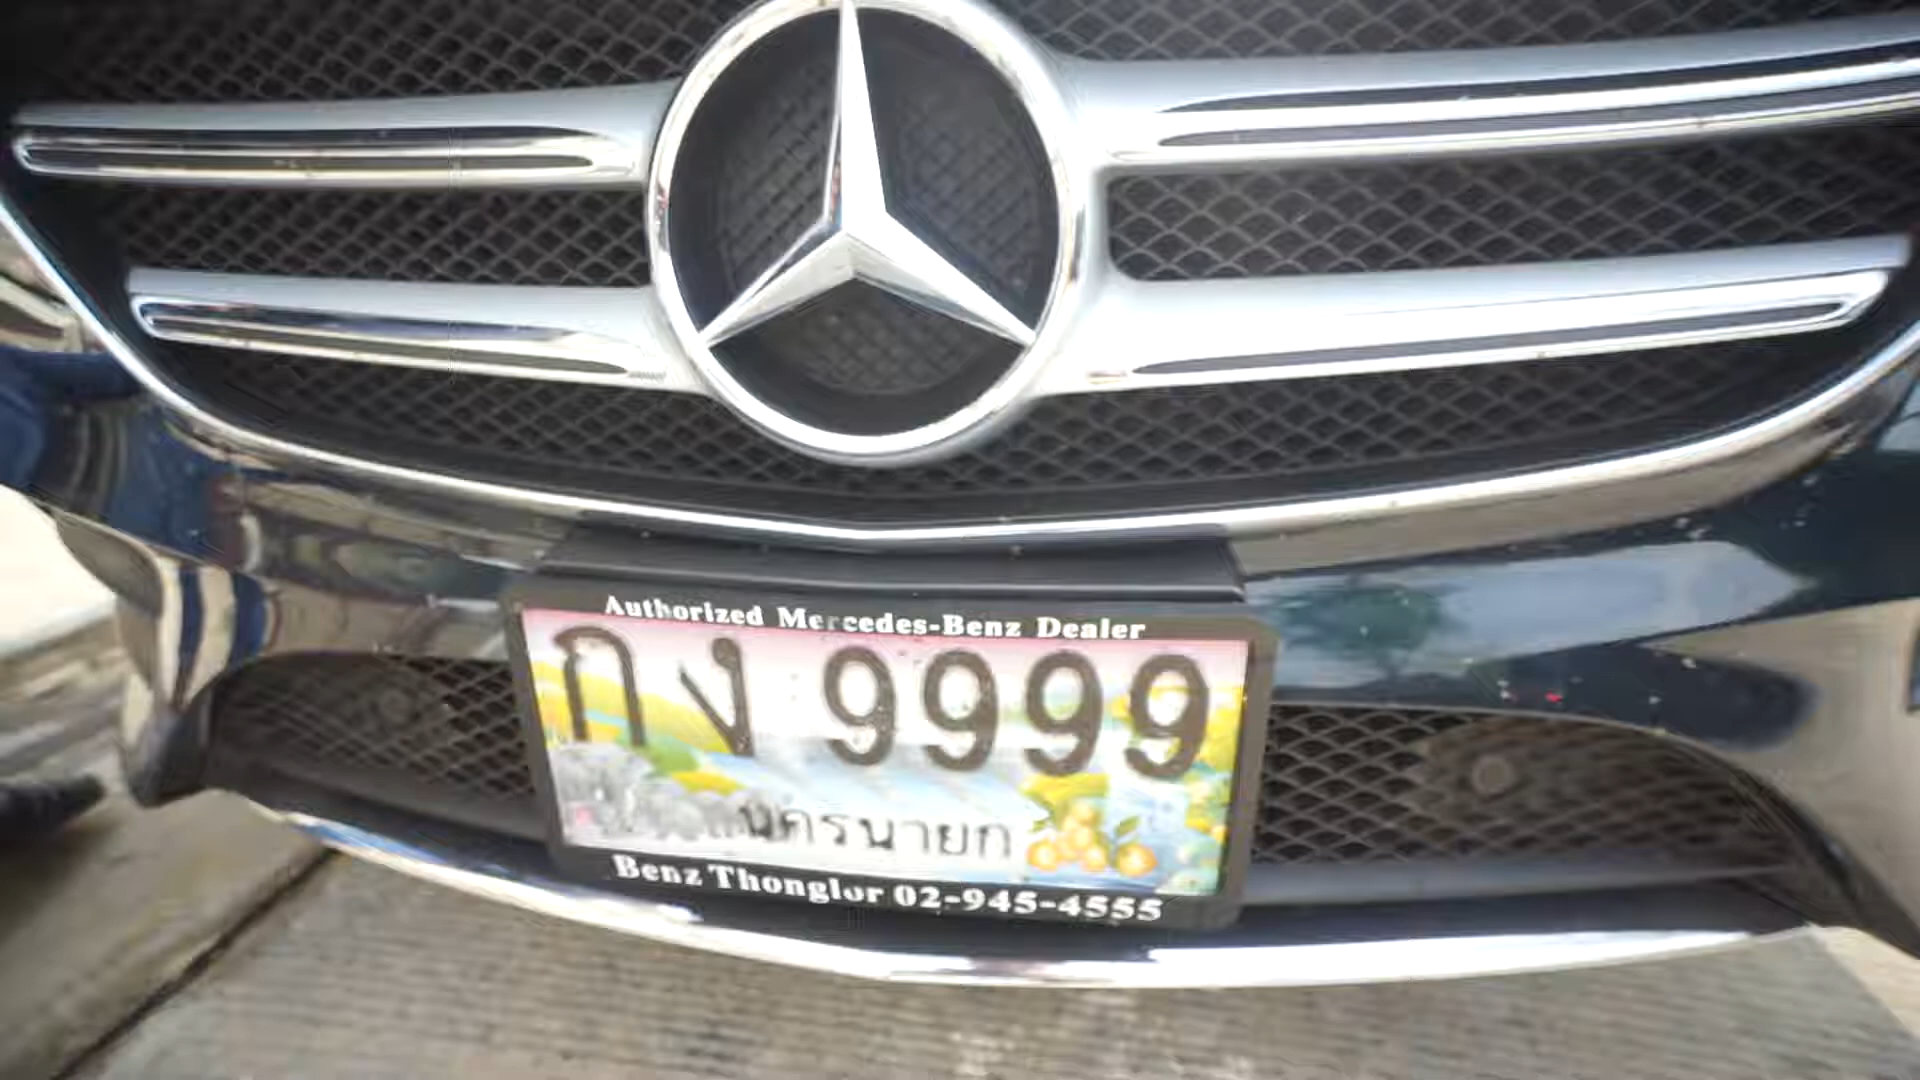 Authorized Mercedes-Benz Dealer
กง 9999
นครนายก
Benz Thonglor 02-945-4555